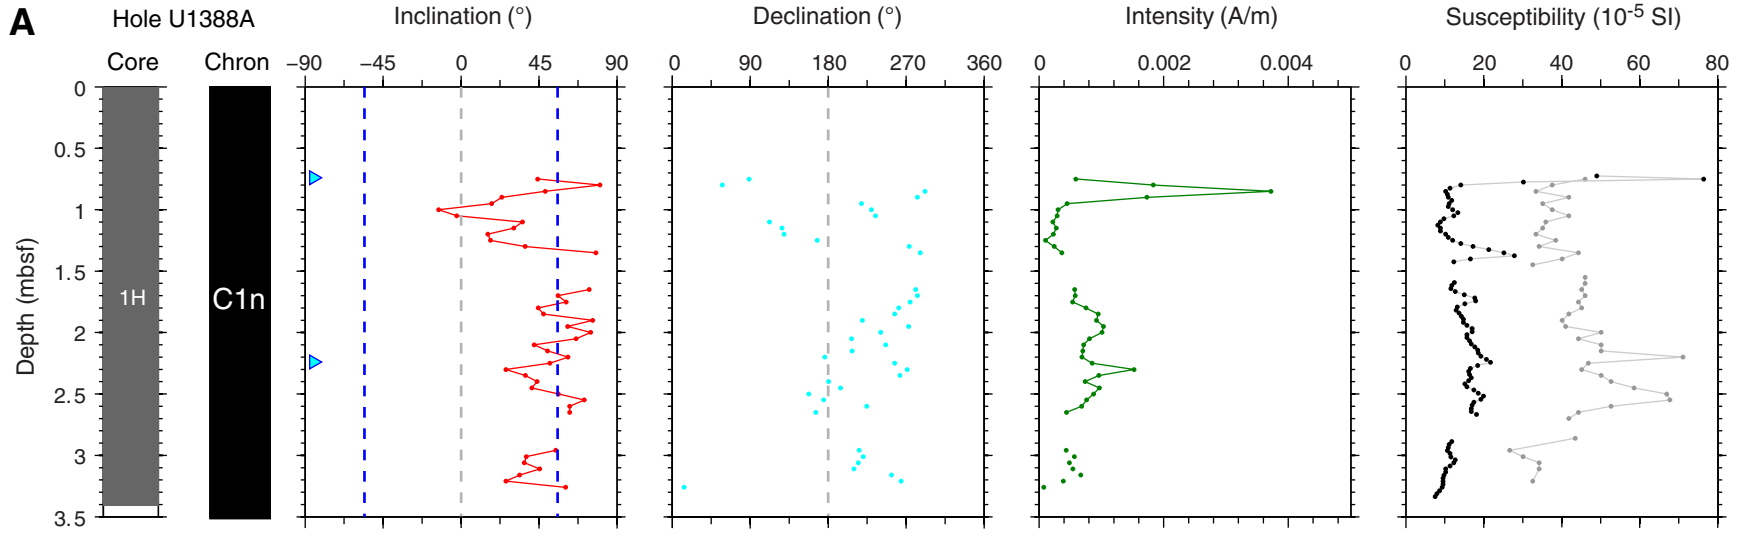 A
Hole U1388A
Inclination (°)
Declination (°)
Intensity (A/m)
Susceptibility (10-5 SI)
Core
Chron
−90 −45 0 45 90
0 90 180 270 360
0 0.002 0.004
0 20 40 60 80
Depth (mbsf)
0
0.5
1
1.5
2
2.5
3
3.5
1H
C1n